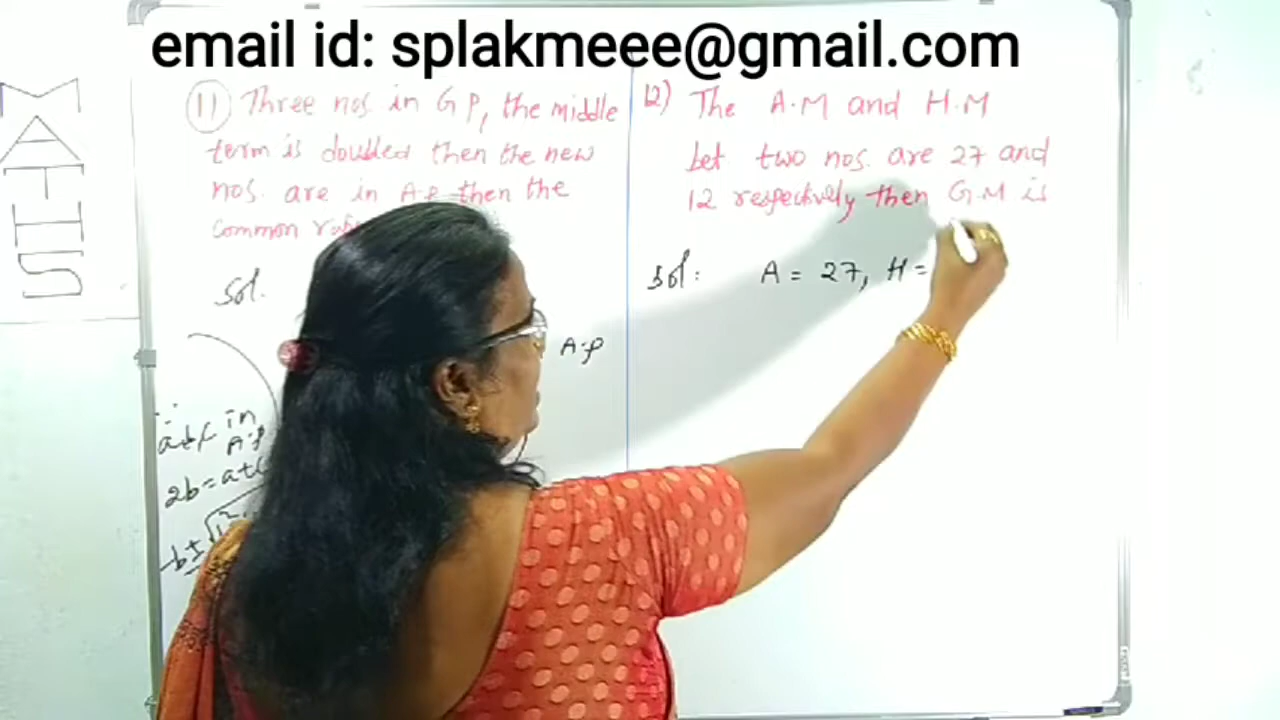 email id: splakmeee@gmail.com
MATHS
11) Three nos. in G P, the middle
term is doubled then the new
nos. are in A.P then the
common
Sol.
A.P
∴
a,b,c in
A.P
2b = a+c
12) The A.M and H.M
bet two nos. are 27 and
12 respectively then G.M is
Sol: A = 27, H =